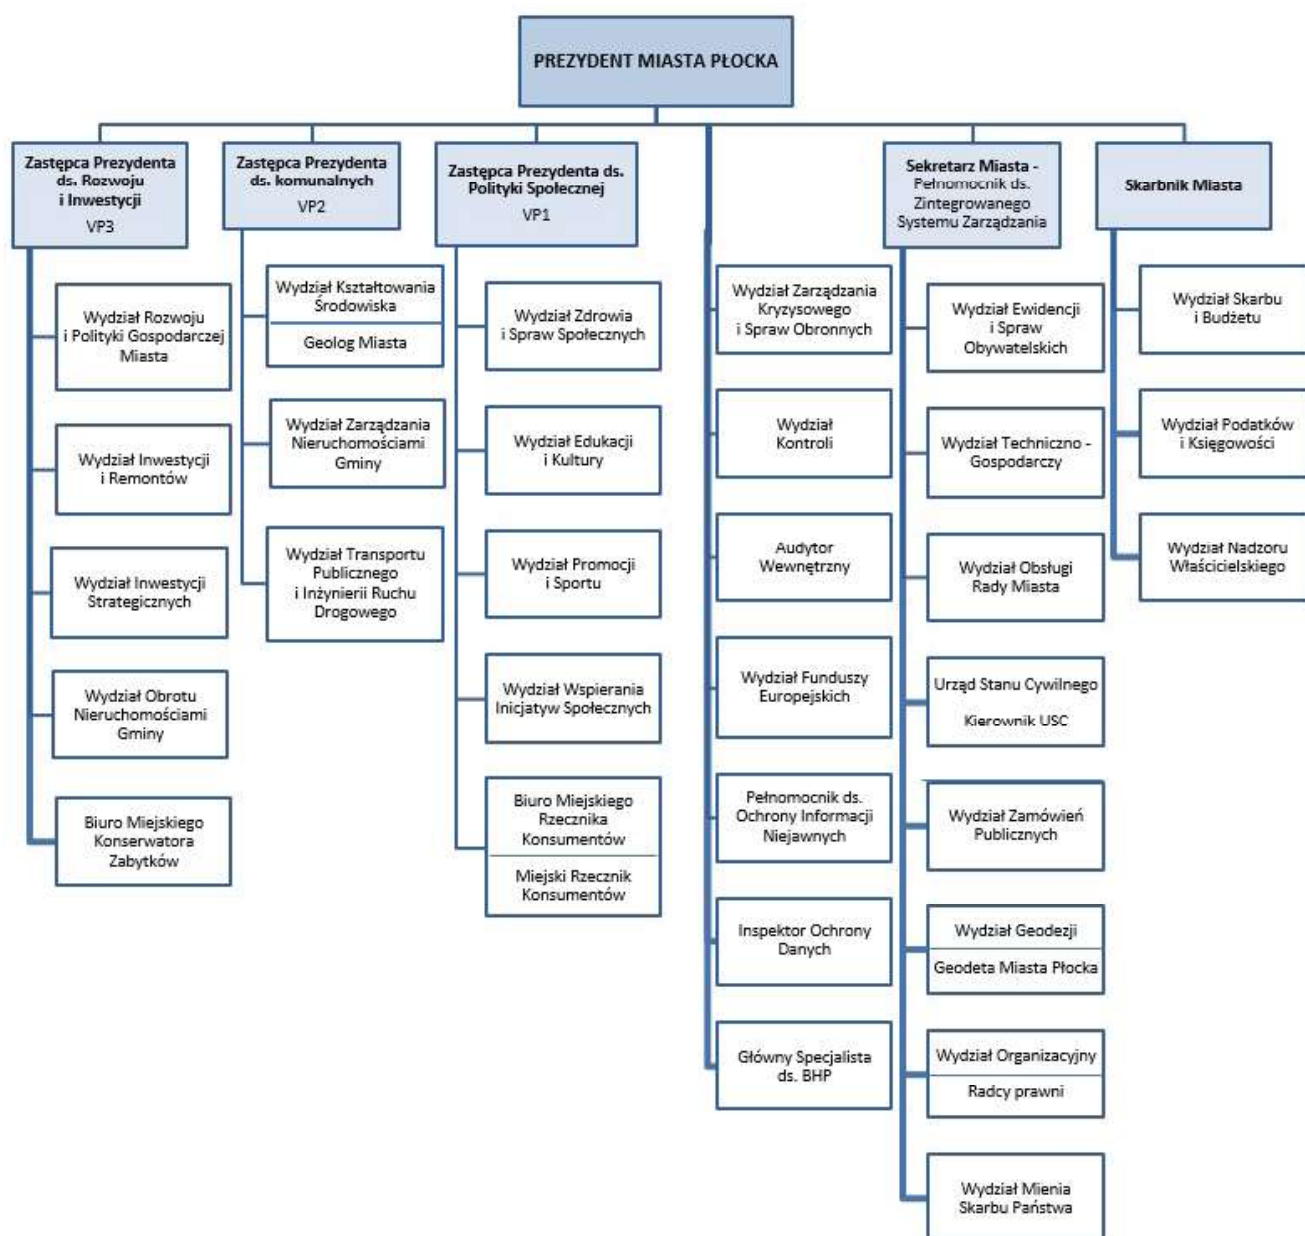 PREZYDENT MIASTA PŁOCKA
Zastępca Prezydenta
ds. Rozwoju
i Inwestycji
VP3
Zastępca Prezydenta
ds. komunalnych
VP2
Zastępca Prezydenta ds.
Polityki Społecznej
VP1
Sekretarz Miasta -
Pełnomocnik ds.
Zintegrowanego
Systemu Zarządzania
Skarbnik Miasta
Wydział Rozwoju
i Polityki Gospodarczej
Miasta
Wydział Inwestycji
i Remontów
Wydział Inwestycji
Strategicznych
Wydział Obrotu
Nieruchomościami
Gminy
Biuro Miejskiego
Konserwatora
Zabytków
Wydział Kształtowania
Środowiska
Geolog Miasta
Wydział Zarządzania
Nieruchomościami
Gminy
Wydział Transportu
Publicznego
i Inżynierii Ruchu
Drogowego
Wydział Zdrowia
i Spraw Społecznych
Wydział Edukacji
i Kultury
Wydział Promocji
i Sportu
Wydział Wspierania
Inicjatyw Społecznych
Biuro Miejskiego
Rzecznika
Konsumentów
Miejski Rzecznik
Konsumentów
Wydział Zarządzania
Kryzysowego
i Spraw Obronnych
Wydział
Kontroli
Audytor
Wewnętrzny
Wydział Funduszy
Europejskich
Pełnomocnik ds.
Ochrony Informacji
Niejawnych
Inspektor Ochrony
Danych
Główny Specjalista
ds. BHP
Wydział Ewidencji
i Spraw
Obywatelskich
Wydział Techniczno -
Gospodarczy
Wydział Obsługi
Rady Miasta
Urząd Stanu Cywilnego
Kierownik USC
Wydział Zamówień
Publicznych
Wydział Geodezji
Geodeta Miasta Płocka
Wydział Organizacyjny
Radcy prawni
Wydział Mienia
Skarbu Państwa
Wydział Skarbu
i Budżetu
Wydział Podatków
i Księgowości
Wydział Nadzoru
Właścicielskiego